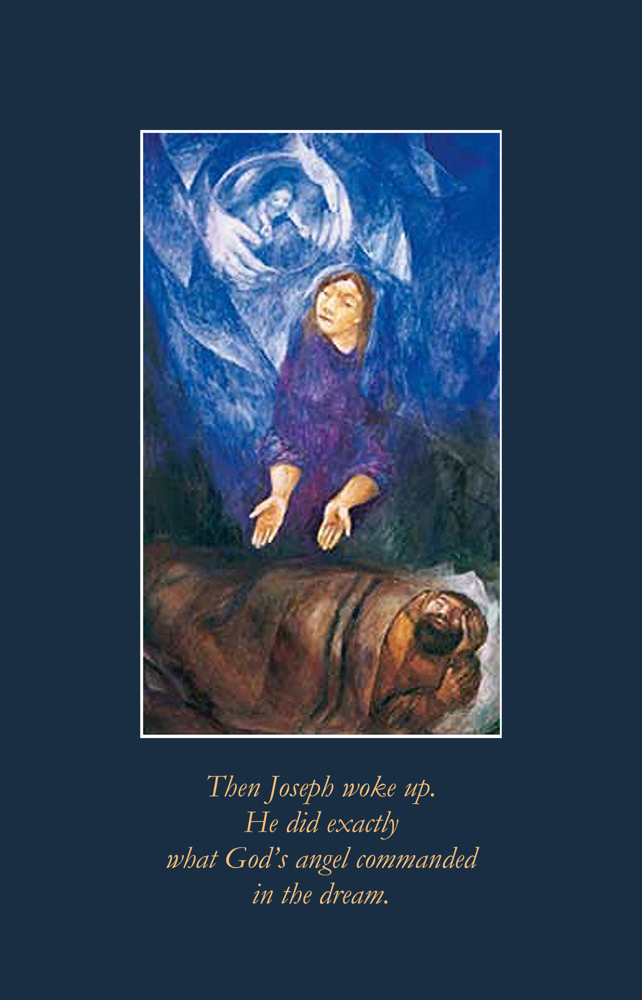 Then Joseph woke up.
He did exactly
what God’s angel commanded
in the dream.